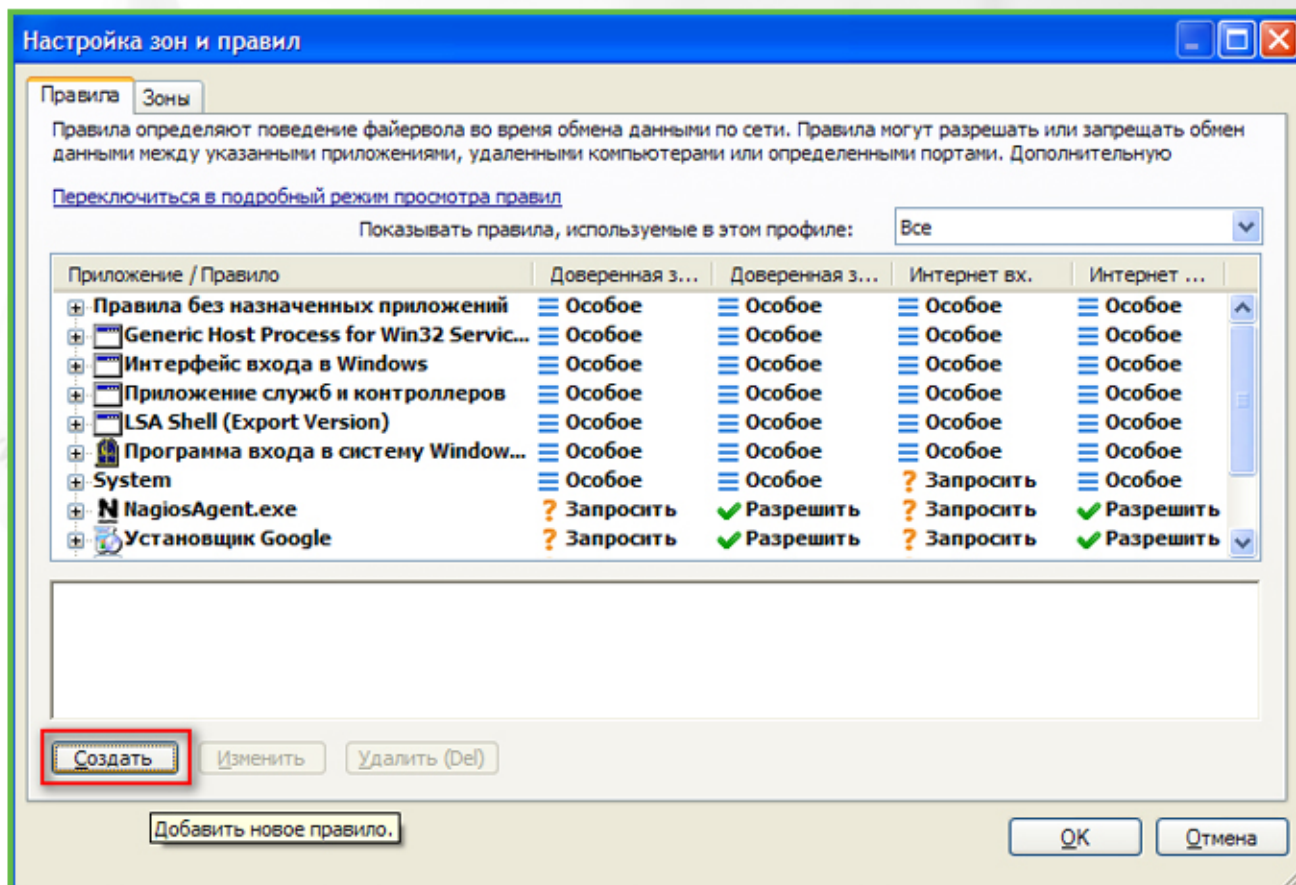 Настройка зон и правил
Правила Зоны
Правила определяют поведение файервола во время обмена данными по сети. Правила могут разрешать или запрещать обмен
данными между указанными приложениями, удаленными компьютерами или определенными портами. Дополнительную
Переключиться в подробный режим просмотра правил
Показывать правила, используемые в этом профиле: Все
Приложение / Правило Доверенная з... Доверенная з... Интернет вх. Интернет ...
Правила без назначенных приложений Особое Особое Особое Особое
Generic Host Process for Win32 Servic... Особое Особое Особое Особое
Интерфейс входа в Windows Особое Особое Особое Особое
Приложение служб и контроллеров Особое Особое Особое Особое
LSA Shell (Export Version) Особое Особое Особое Особое
Программа входа в систему Window... Особое Особое Особое Особое
System Особое Особое ? Запросить Особое
N NagiosAgent.exe ? Запросить Разрешить ? Запросить Разрешить
Установщик Google ? Запросить Разрешить ? Запросить Разрешить
Создать Изменить Удалить (Del)
Добавить новое правило.
OK Отмена